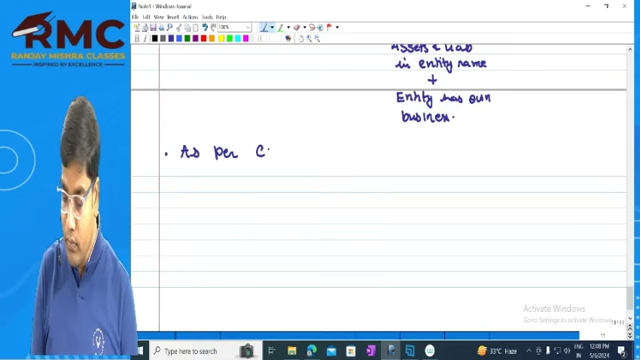 RMC
RANJAY MISHRA CLASSES
INSPIRED BY EXCELLENCE
Note1 - Windows Journal
File Edit View Insert Actions Tools Help
Assets & Liab
in entity name
+
Entity has own
business.
• As per C
Activate Windows
Go to Settings to activate Windows.
Type here to search
33°C Haze
ENG
IN
12:08 PM
5/6/2024